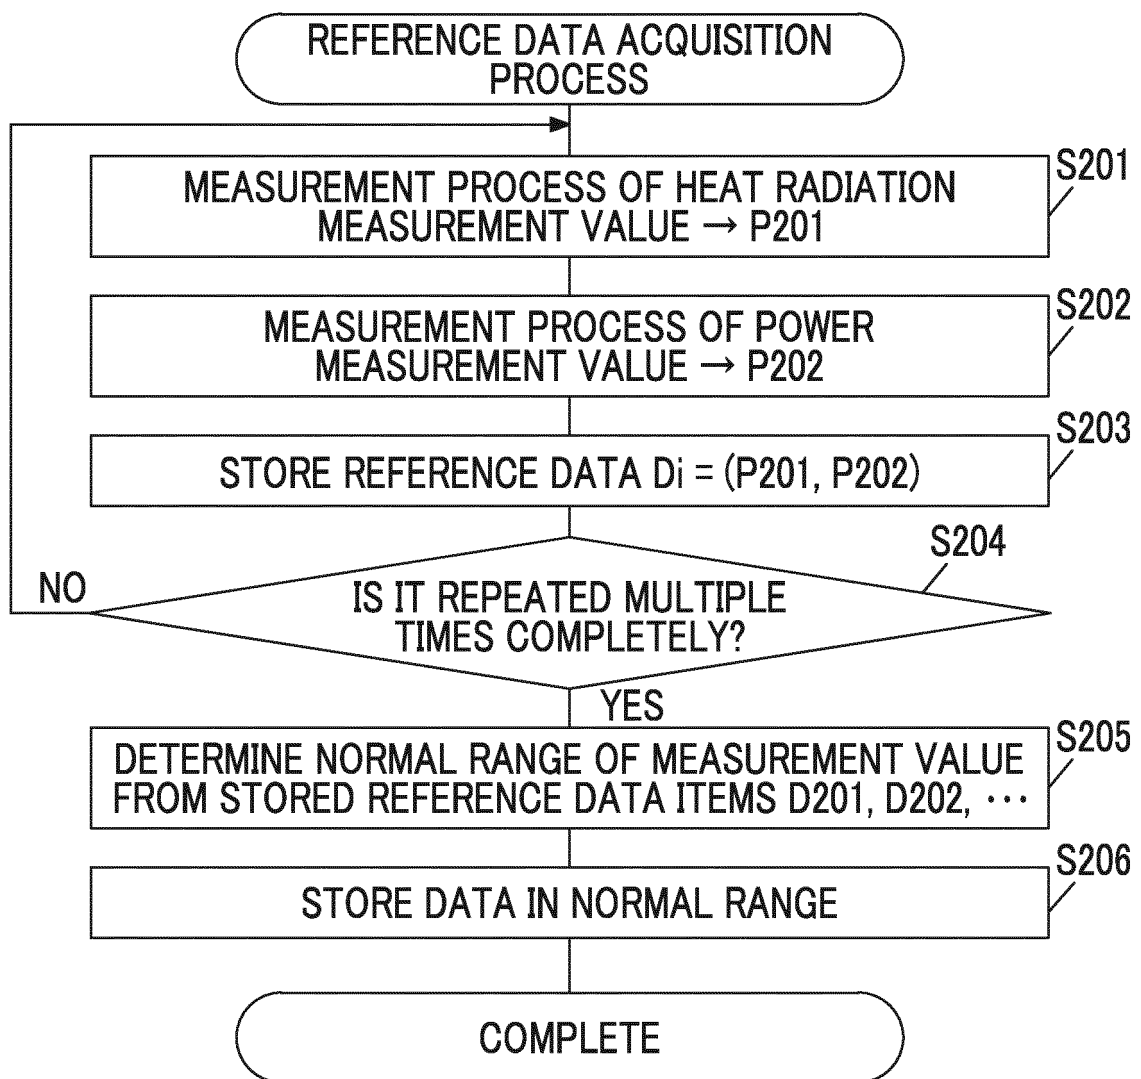 REFERENCE DATA ACQUISITION
PROCESS
S201
MEASUREMENT PROCESS OF HEAT RADIATION
MEASUREMENT VALUE → P201
S202
MEASUREMENT PROCESS OF POWER
MEASUREMENT VALUE → P202
S203
STORE REFERENCE DATA Di = (P201, P202)
S204
NO
IS IT REPEATED MULTIPLE
TIMES COMPLETELY?
YES
S205
DETERMINE NORMAL RANGE OF MEASUREMENT VALUE
FROM STORED REFERENCE DATA ITEMS D201, D202, ···
S206
STORE DATA IN NORMAL RANGE
COMPLETE